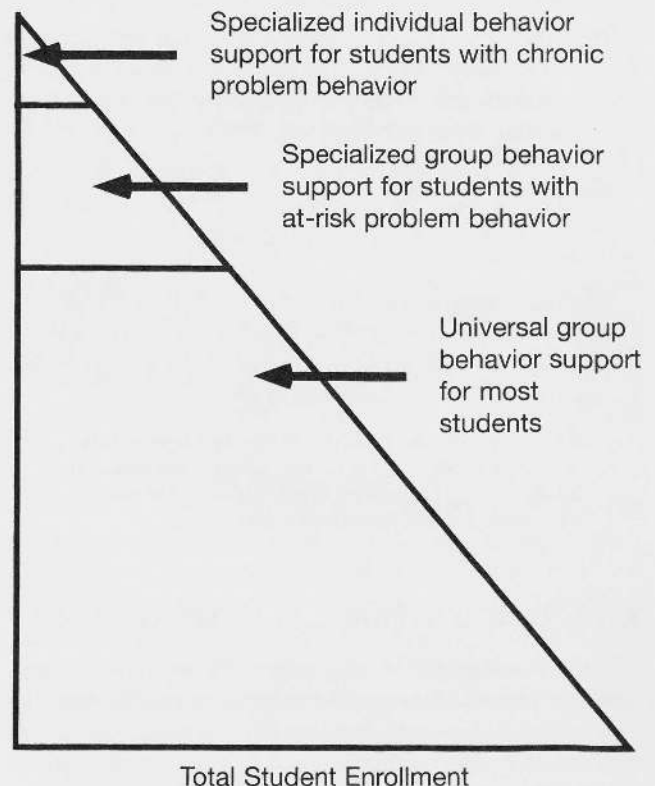 Specialized individual behavior
support for students with chronic
problem behavior
Specialized group behavior
support for students with
at-risk problem behavior
Universal group
behavior support
for most
students
Total Student Enrollment